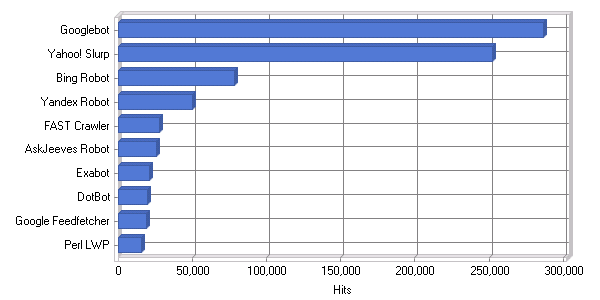 Googlebot
Yahoo! Slurp
Bing Robot
Yandex Robot
FAST Crawler
AskJeeves Robot
Exabot
DotBot
Google Feedfetcher
Perl LWP
0 50,000 100,000 150,000 200,000 250,000 300,000
Hits